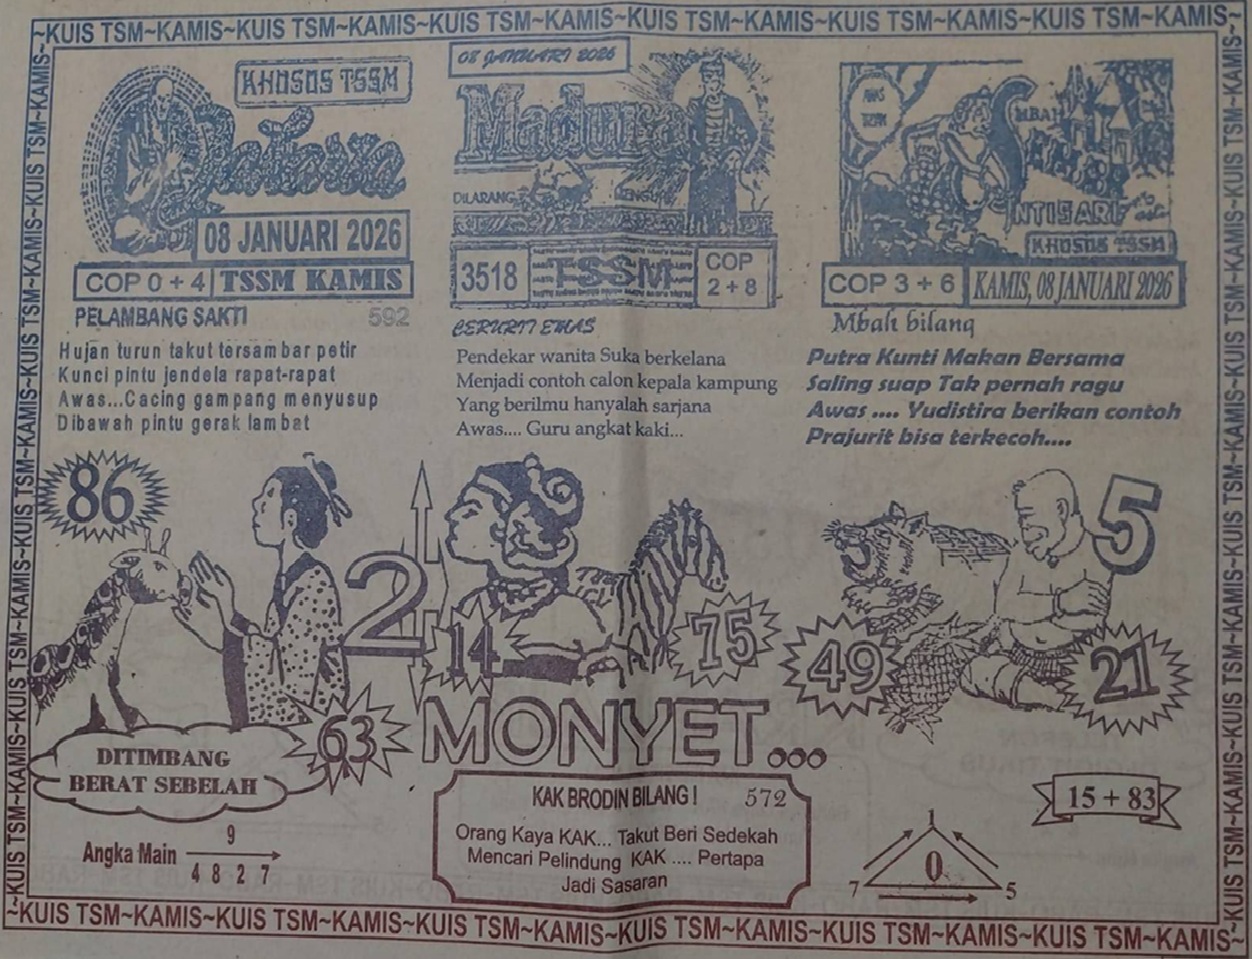 ~KUIS TSM~KAMIS~KUIS TSM~KAMIS~KUIS TSM~KAMIS~KUIS TSM~KAMIS~KUIS TSM~KAMIS~KUIS TSM~KAMIS~
KHUSUS TSSM
08 JANUARI 2026
COP 0 + 4 TSSM KAMIS
PELAMBANG SAKTI 592
Hujan turun takut tersambar petir
Kunci pintu jendela rapat-rapat
Awas...Cacing gampang menyusup
Dibawah pintu gerak lambat
08 JANUARI 2026
Madura
DILARANG
3518 TSSM COP 2 + 8
CERURIT EMAS
Pendekar wanita Suka berkelana
Menjadi contoh calon kepala kampung
Yang berilmu hanyalah sarjana
Awas.... Guru angkat kaki...
MBAH
INTISARI
KHUSUS TSSM
COP 3 + 6 KAMIS, 08 JANUARI 2026
Mbah bilang
Putra Kunti Makan Bersama
Saling suap Tak pernah ragu
Awas .... Yudistira berikan contoh
Prajurit bisa terkecoh....
86
2
14
75
49
5
21
63
MONYET...
DITIMBANG
BERAT SEBELAH
Angka Main 9
4 8 2 7
KAK BRODIN BILANG ! 572
Orang Kaya KAK... Takut Beri Sedekah
Mencari Pelindung KAK .... Pertapa
Jadi Sasaran
15 + 83
1
0
7 5
~KUIS TSM~KAMIS~KUIS TSM~KAMIS~KUIS TSM~KAMIS~KUIS TSM~KAMIS~KUIS TSM~KAMIS~KUIS TSM~KAMIS~